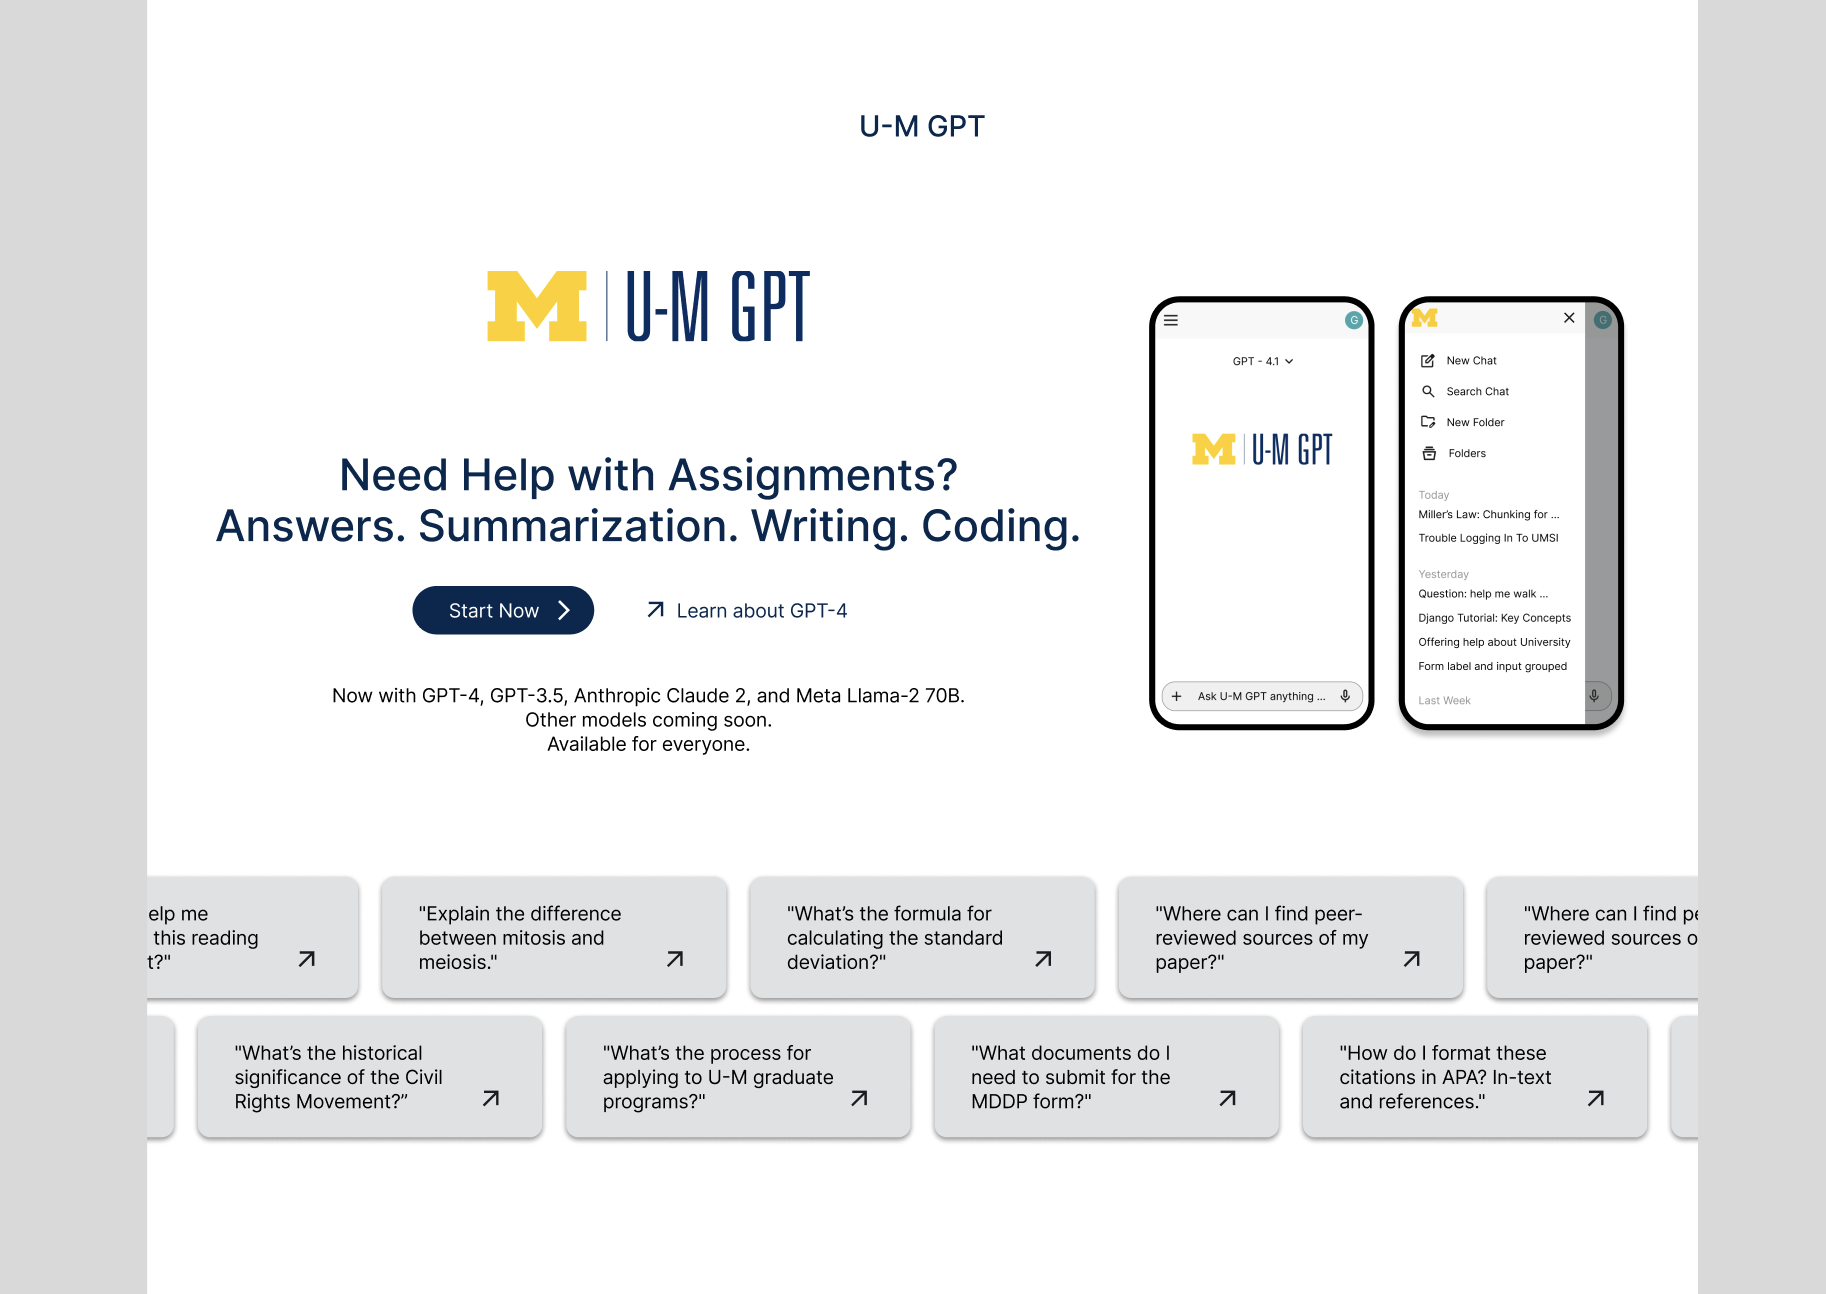 U-M GPT
M | U-M GPT
Need Help with Assignments?
Answers. Summarization. Writing. Coding.
Start Now
Learn about GPT-4
Now with GPT-4, GPT-3.5, Anthropic Claude 2, and Meta Llama-2 70B.
Other models coming soon.
Available for everyone.
G
GPT - 4.1
M | U-M GPT
Ask U-M GPT anything ...
M
G
New Chat
Search Chat
New Folder
Folders
Today
Miller's Law: Chunking for ...
Trouble Logging In To UMSI
Yesterday
Question: help me walk ...
Django Tutorial: Key Concepts
Offering help about University
Form label and input grouped
Last Week
elp me
this reading
t?"
"Explain the difference
between mitosis and
meiosis."
"What's the formula for
calculating the standard
deviation?"
"Where can I find peer-
reviewed sources of my
paper?"
"Where can I find pe
reviewed sources o
paper?"
"What's the historical
significance of the Civil
Rights Movement?”
"What's the process for
applying to U-M graduate
programs?"
"What documents do I
need to submit for the
MDDP form?"
"How do I format these
citations in APA? In-text
and references."